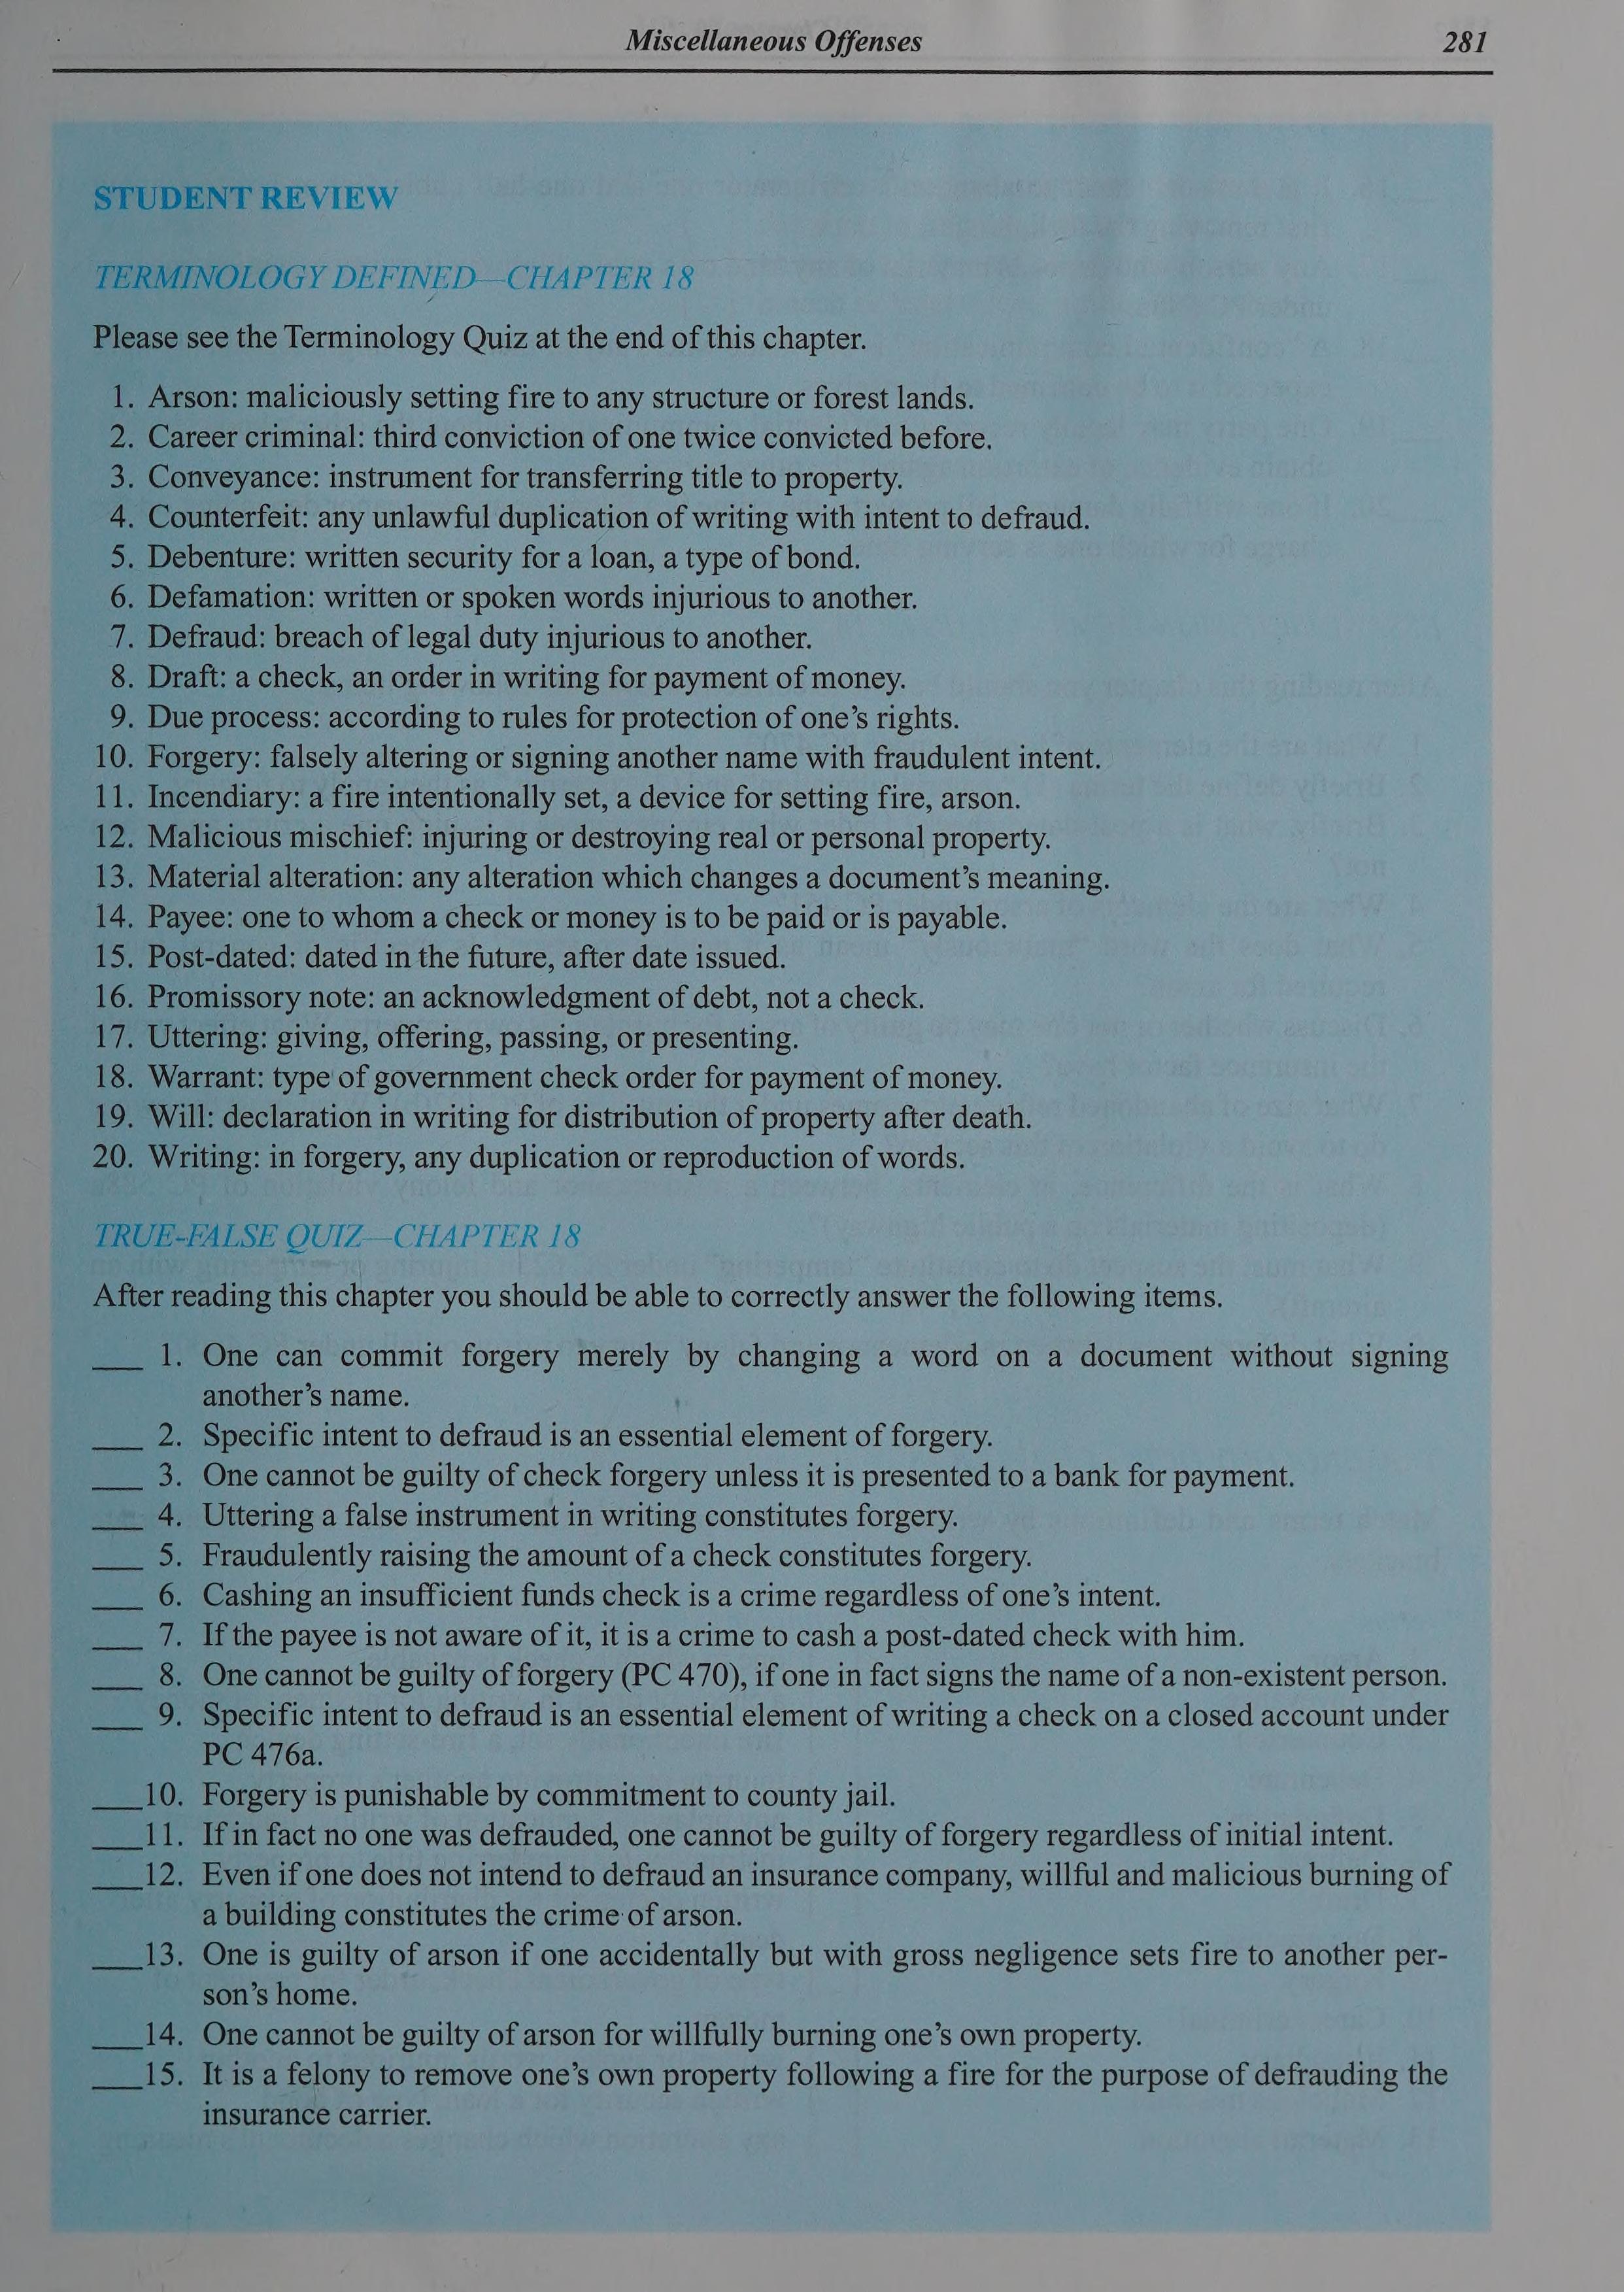 Miscellaneous Offenses 281
STUDENT REVIEW
TERMINOLOGY DEFINED—CHAPTER 18
Please see the Terminology Quiz at the end of this chapter.
1. Arson: maliciously setting fire to any structure or forest lands.
2. Career criminal: third conviction of one twice convicted before.
3. Conveyance: instrument for transferring title to property.
4. Counterfeit: any unlawful duplication of writing with intent to defraud.
5. Debenture: written security for a loan, a type of bond.
6. Defamation: written or spoken words injurious to another.
7. Defraud: breach of legal duty injurious to another.
8. Draft: a check, an order in writing for payment of money.
9. Due process: according to rules for protection of one's rights.
10. Forgery: falsely altering or signing another name with fraudulent intent.
11. Incendiary: a fire intentionally set, a device for setting fire, arson.
12. Malicious mischief: injuring or destroying real or personal property.
13. Material alteration: any alteration which changes a document's meaning.
14. Payee: one to whom a check or money is to be paid or is payable.
15. Post-dated: dated in the future, after date issued.
16. Promissory note: an acknowledgment of debt, not a check.
17. Uttering: giving, offering, passing, or presenting.
18. Warrant: type of government check order for payment of money.
19. Will: declaration in writing for distribution of property after death.
20. Writing: in forgery, any duplication or reproduction of words.
TRUE-FALSE QUIZ—CHAPTER 18
After reading this chapter you should be able to correctly answer the following items.
___ 1. One can commit forgery merely by changing a word on a document without signing
another's name.
___ 2. Specific intent to defraud is an essential element of forgery.
___ 3. One cannot be guilty of check forgery unless it is presented to a bank for payment.
___ 4. Uttering a false instrument in writing constitutes forgery.
___ 5. Fraudulently raising the amount of a check constitutes forgery.
___ 6. Cashing an insufficient funds check is a crime regardless of one's intent.
___ 7. If the payee is not aware of it, it is a crime to cash a post-dated check with him.
___ 8. One cannot be guilty of forgery (PC 470), if one in fact signs the name of a non-existent person.
___ 9. Specific intent to defraud is an essential element of writing a check on a closed account under
PC 476a.
___10. Forgery is punishable by commitment to county jail.
___11. If in fact no one was defrauded, one cannot be guilty of forgery regardless of initial intent.
___12. Even if one does not intend to defraud an insurance company, willful and malicious burning of
a building constitutes the crime of arson.
___13. One is guilty of arson if one accidentally but with gross negligence sets fire to another per-
son's home.
___14. One cannot be guilty of arson for willfully burning one's own property.
___15. It is a felony to remove one's own property following a fire for the purpose of defrauding the
insurance carrier.